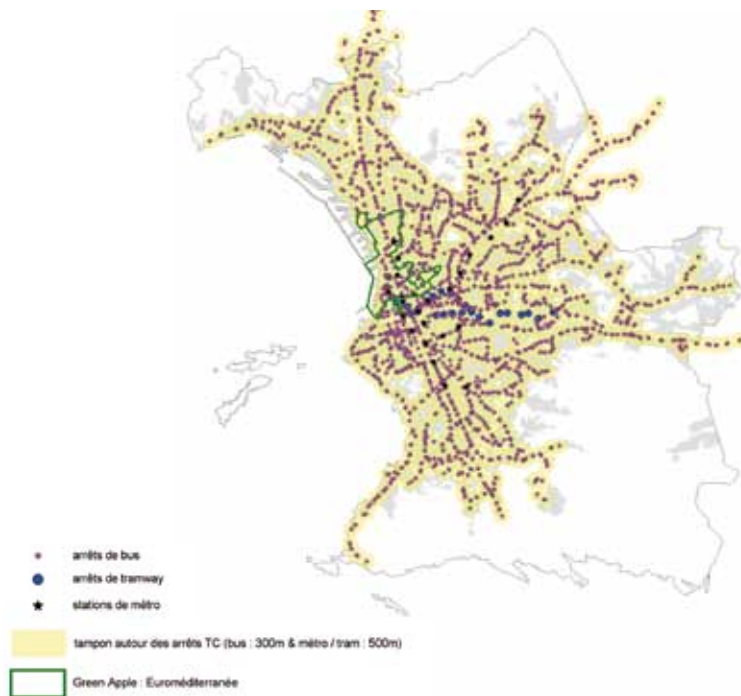 arrêts de bus
arrêts de tramway
stations de métro
tampon autour des arrêts TC (bus : 300m & métro / tram : 500m)
Green Apple : Euroméditerranée